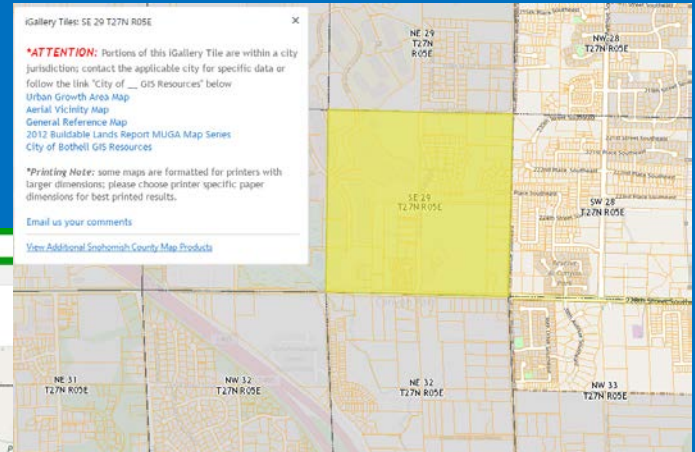 iGallery Tiles: SE 29 T27N R05E
×
*ATTENTION: Portions of this iGallery Tile are within a city
jurisdiction; contact the applicable city for specific data or
follow the link "City of __ GIS Resources" below
Urban Growth Area Map
Aerial Vicinity Map
General Reference Map
2012 Buildable Lands Report MUGA Map Series
City of Bothell GIS Resources
*Printing Note: some maps are formatted for printers with
larger dimensions; please choose printer specific paper
dimensions for best printed results.
Email us your comments
View Additional Snohomish County Map Products
NE 29
T27N
R05E
NW 28
T27N R05E
SE 29
T27N R05E
SW 28
T27N R05E
NE 31
T27N R05E
NW 32
T27N R05E
NE 32
T27N R05E
NW 33
T27N R05E